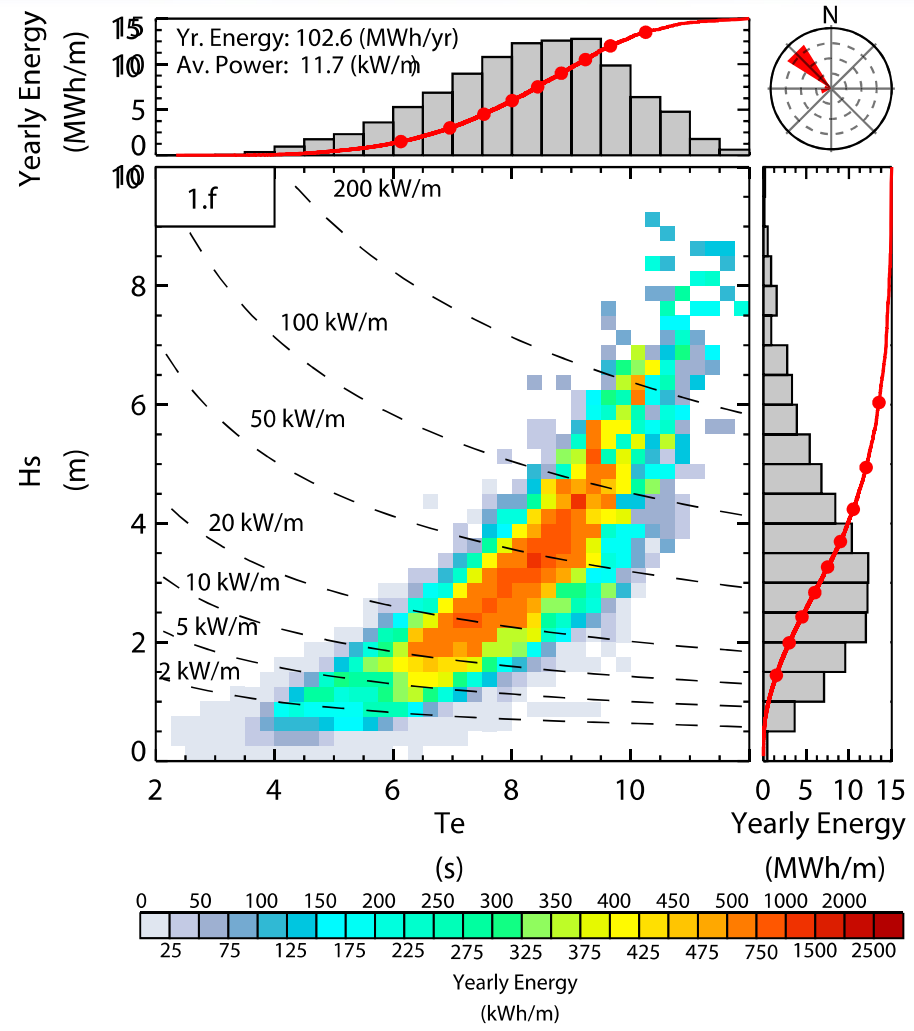 Yearly Energy
(MWh/m)
15
10
5
0
Yr. Energy: 102.6 (MWh/yr)
Av. Power: 11.7 (kW/m)
N
10
8
6
4
2
0
Hs
(m)
1.f
200 kW/m
100 kW/m
50 kW/m
20 kW/m
10 kW/m
5 kW/m
2 kW/m
2 4 6 8 10
Te
(s)
0 5 10 15
Yearly Energy
(MWh/m)
0 50 100 150 200 250 300 350 400 450 500 1000 2000
25 75 125 175 225 275 325 375 425 475 750 1500 2500
Yearly Energy
(kWh/m)